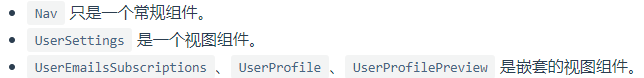 Nav 只是一个常规组件。
UserSettings 是一个视图组件。
UserEmailsSubscriptions、UserProfile、UserProfilePreview 是嵌套的视图组件。